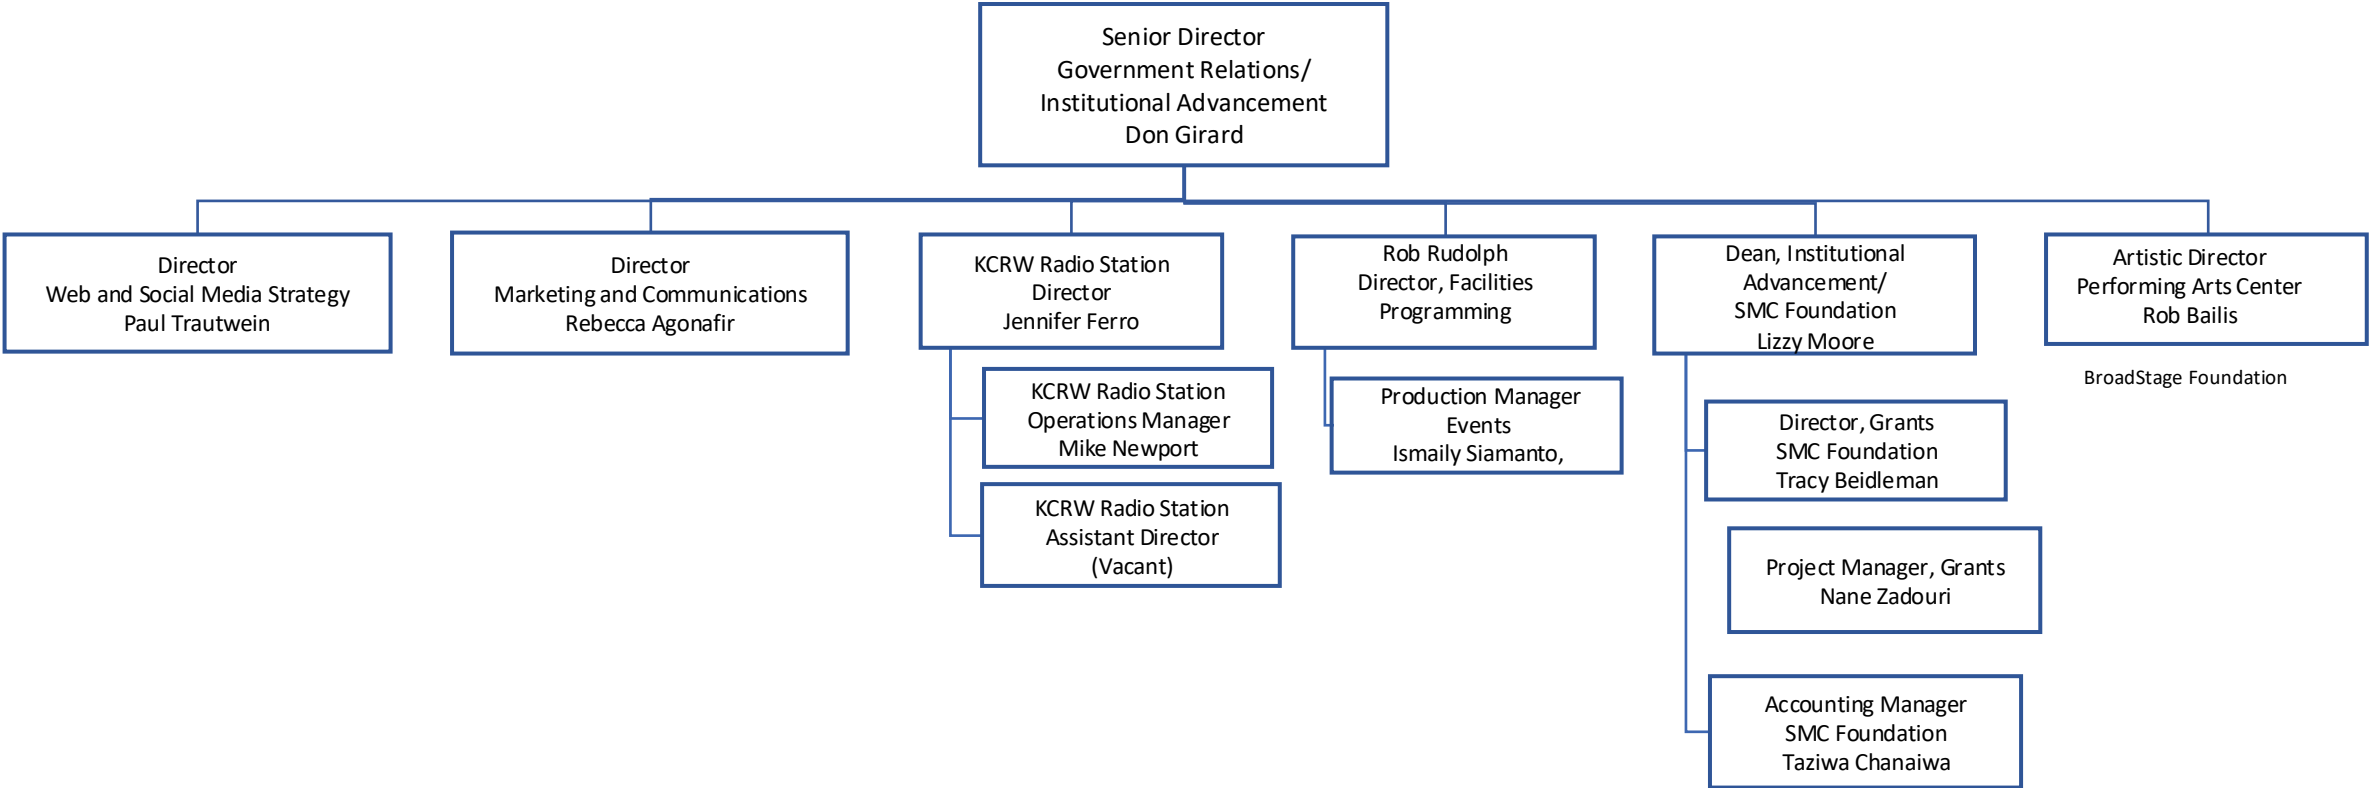 Senior Director
Government Relations/
Institutional Advancement
Don Girard
Director
Web and Social Media Strategy
Paul Trautwein
Director
Marketing and Communications
Rebecca Agonafir
KCRW Radio Station
Director
Jennifer Ferro
KCRW Radio Station
Operations Manager
Mike Newport
KCRW Radio Station
Assistant Director
(Vacant)
Rob Rudolph
Director, Facilities
Programming
Production Manager
Events
Ismaily Siamanto,
Dean, Institutional
Advancement/
SMC Foundation
Lizzy Moore
Director, Grants
SMC Foundation
Tracy Beidleman
Project Manager, Grants
Nane Zadouri
Accounting Manager
SMC Foundation
Taziwa Chanaiwa
Artistic Director
Performing Arts Center
Rob Bailis
BroadStage Foundation